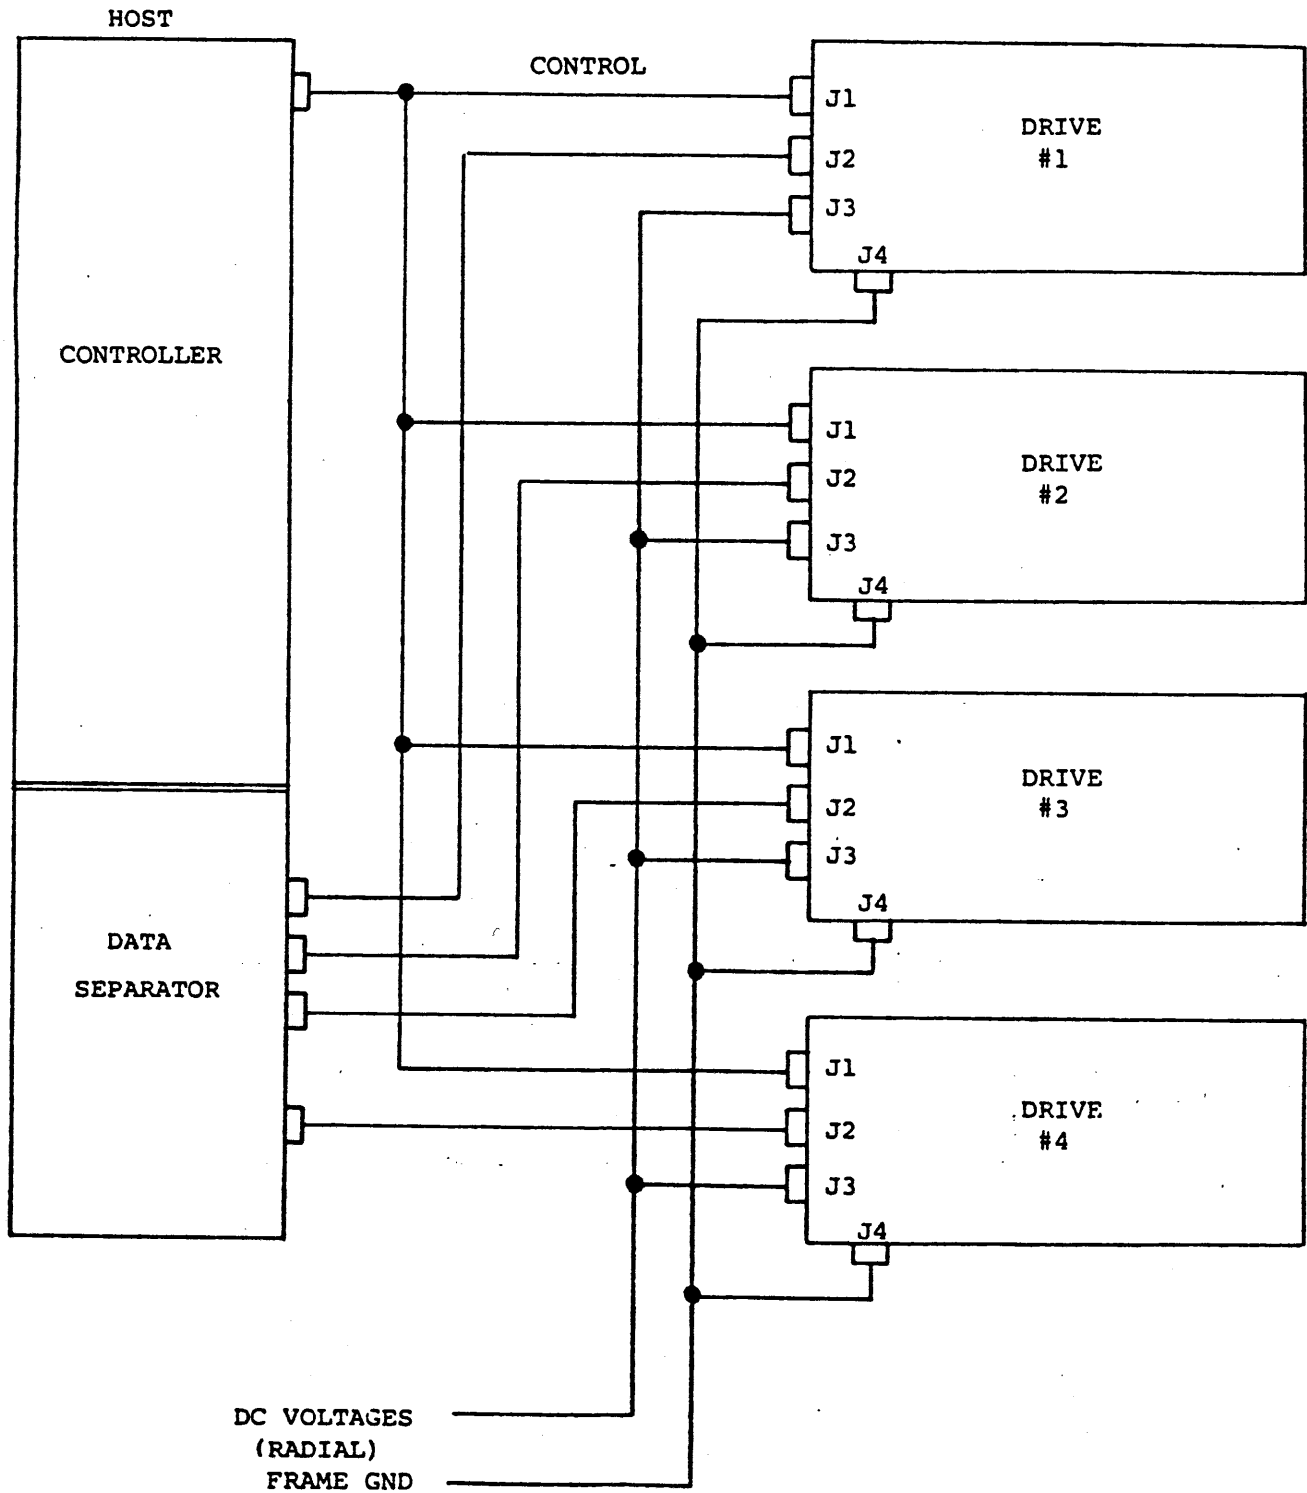 HOST
CONTROL
CONTROLLER
DATA
SEPARATOR
J1
J2
J3
J4
DRIVE
#1
J1
J2
J3
J4
DRIVE
#2
J1
J2
J3
J4
DRIVE
#3
J1
J2
J3
J4
DRIVE
#4
DC VOLTAGES
(RADIAL)
FRAME GND